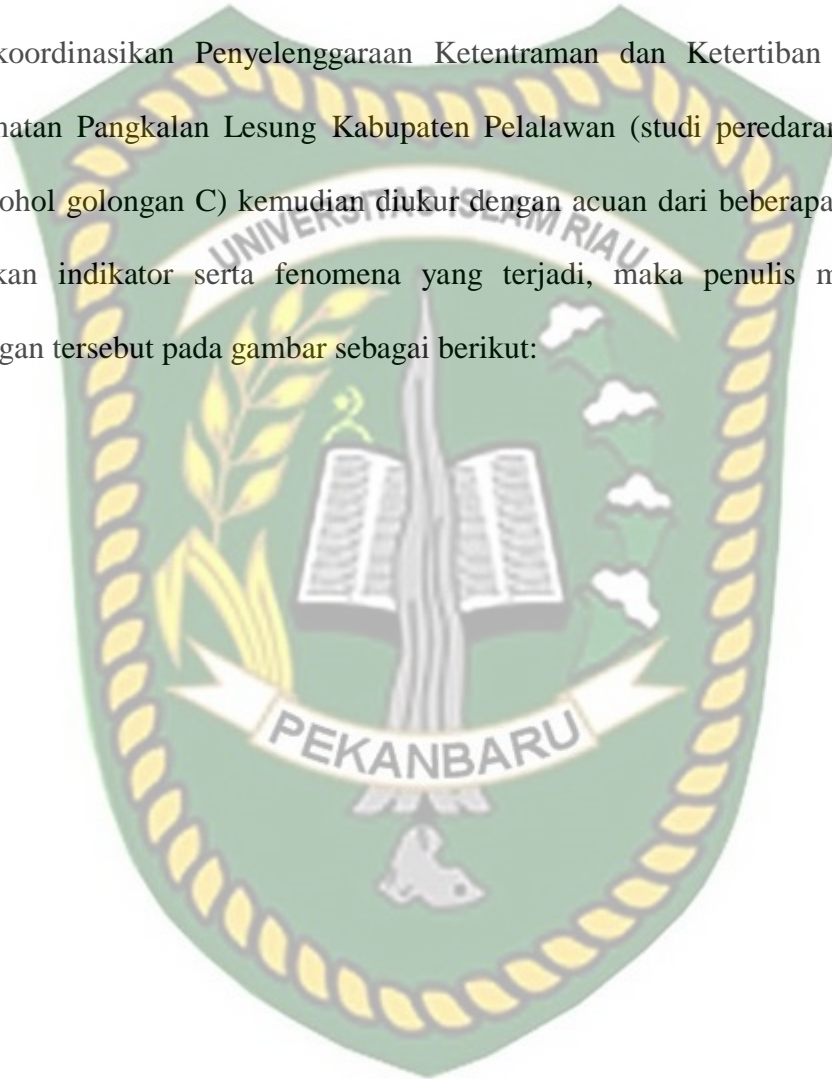 koordinasikan Penyelenggaraan Ketentraman dan Ketertiban
natan Pangkalan Lesung Kabupaten Pelalawan (studi peredaran
ohol golongan C) kemudian diukur dengan acuan dari beberapa
kan indikator serta fenomena yang terjadi, maka penulis m
gan tersebut pada gambar sebagai berikut:
UNIVERSITAS ISLAM RIAU
PEKANBARU